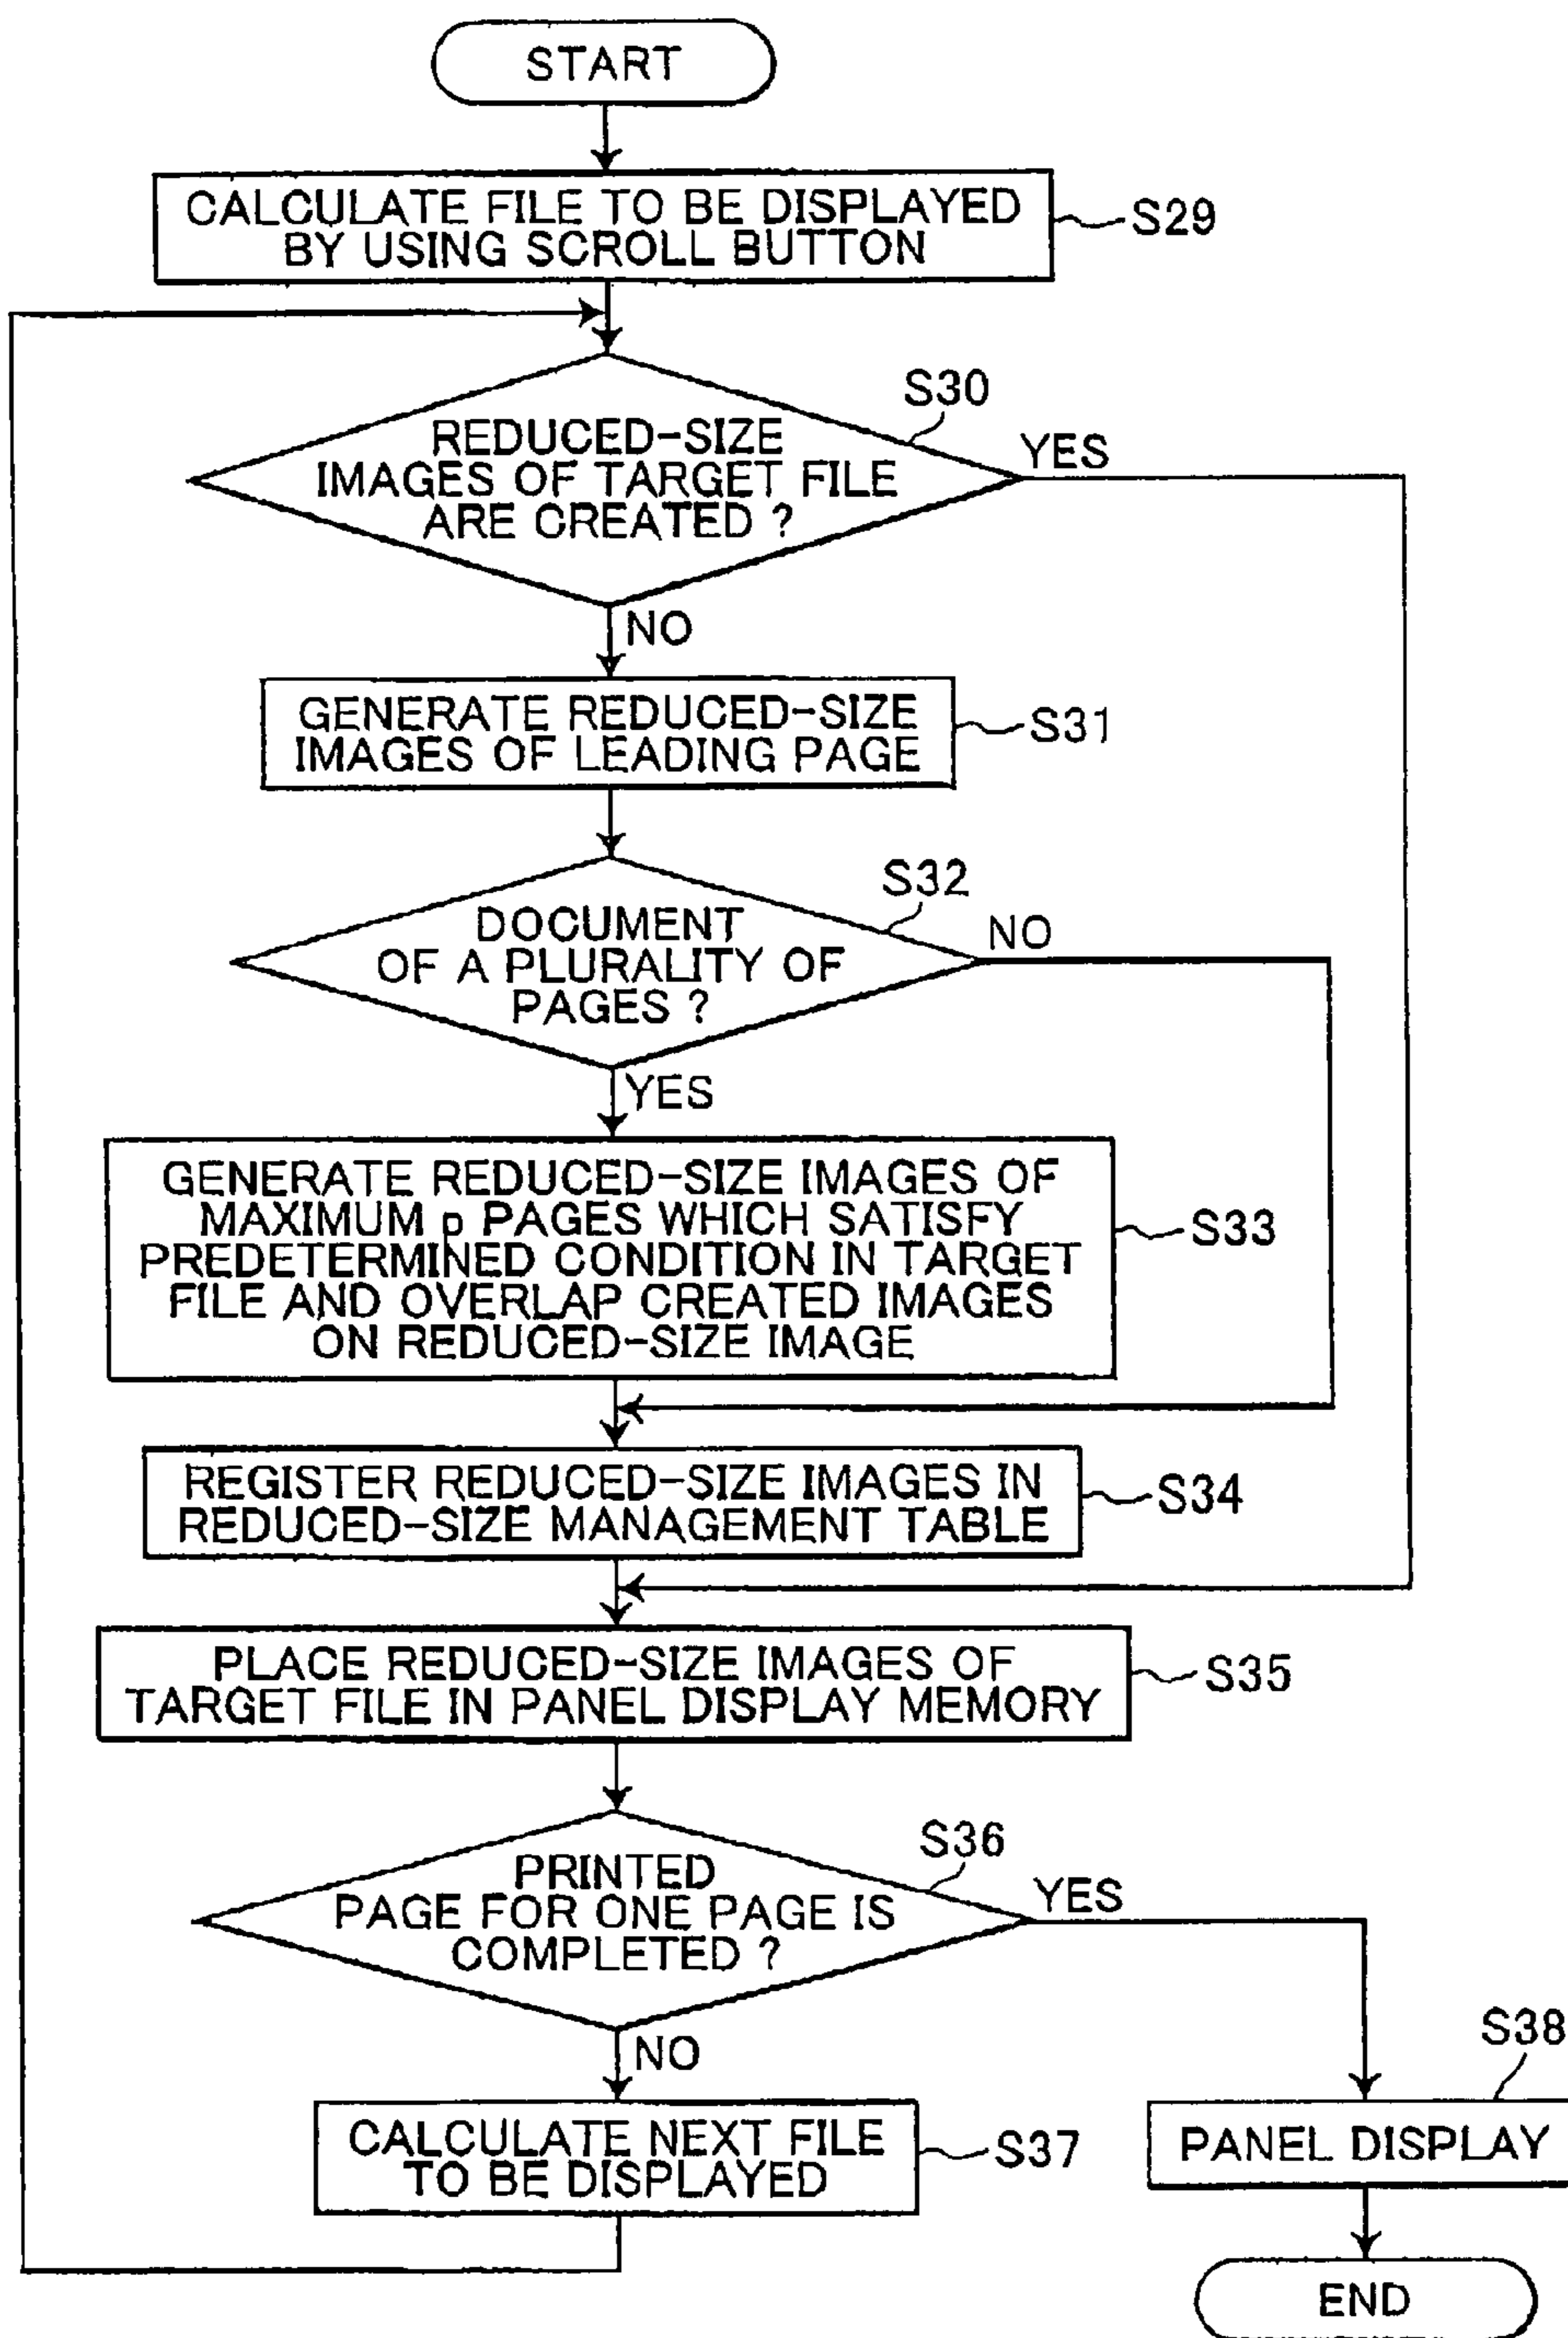 START
CALCULATE FILE TO BE DISPLAYED
BY USING SCROLL BUTTON
S29
S30
REDUCED-SIZE
IMAGES OF TARGET FILE
ARE CREATED ?
YES
NO
GENERATE REDUCED-SIZE
IMAGES OF LEADING PAGE
S31
S32
DOCUMENT
OF A PLURALITY OF
PAGES ?
NO
YES
GENERATE REDUCED-SIZE IMAGES OF
MAXIMUM p PAGES WHICH SATISFY
PREDETERMINED CONDITION IN TARGET
FILE AND OVERLAP CREATED IMAGES
ON REDUCED-SIZE IMAGE
S33
REGISTER REDUCED-SIZE IMAGES IN
REDUCED-SIZE MANAGEMENT TABLE
S34
PLACE REDUCED-SIZE IMAGES OF
TARGET FILE IN PANEL DISPLAY MEMORY
S35
S36
PRINTED
PAGE FOR ONE PAGE IS
COMPLETED ?
YES
NO
CALCULATE NEXT FILE
TO BE DISPLAYED
S37
S38
PANEL DISPLAY
END